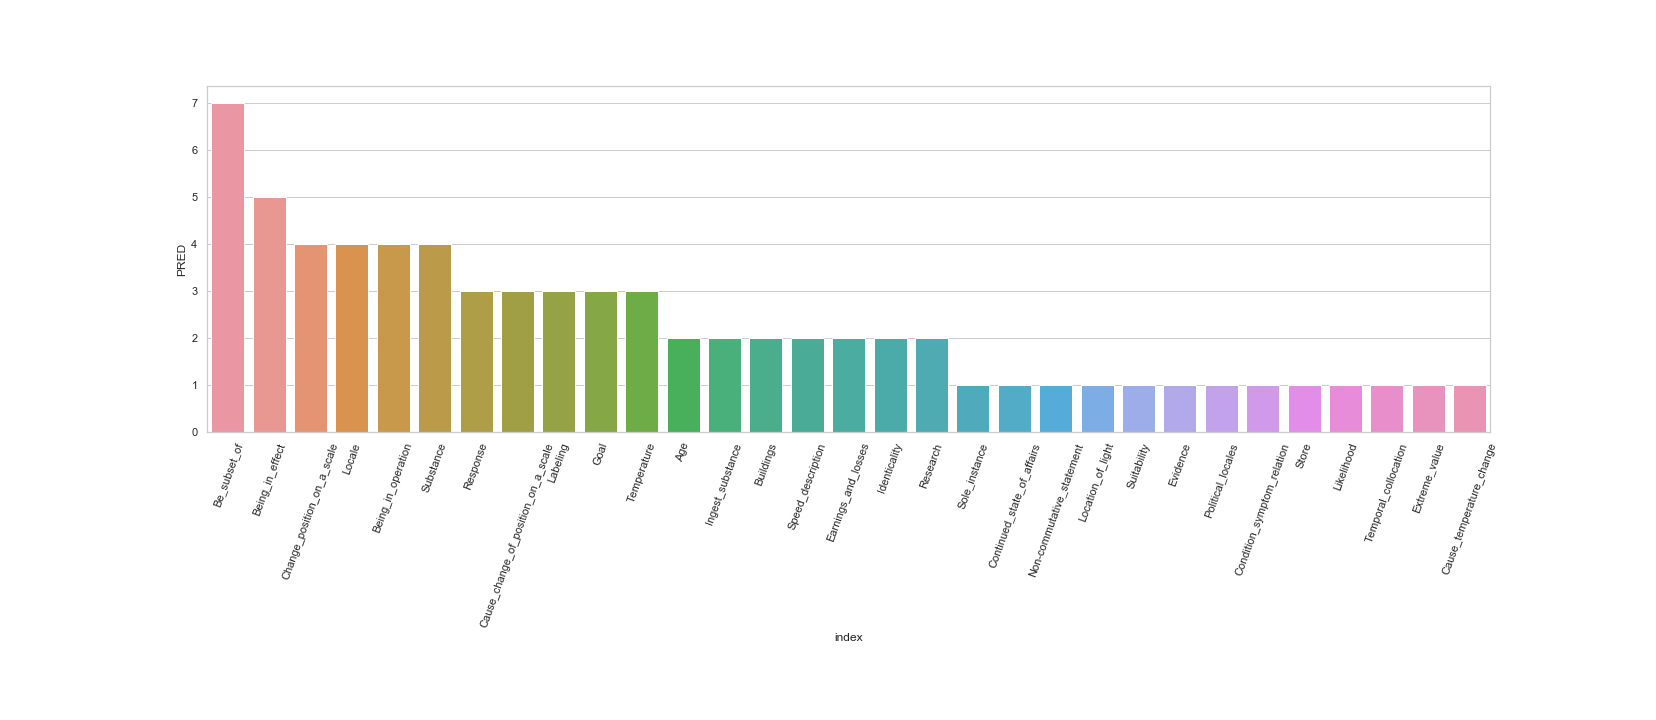 7
6
5
4
3
2
1
0
PRED
Be_subset_of
Being_in_effect
Change_position_on_a_scale
Locale
Being_in_operation
Substance
Response
Cause_change_of_position_on_a_scale
Labeling
Goal
Temperature
Age
Ingest_substance
Buildings
Speed_description
Earnings_and_losses
Identicality
Research
Sole_instance
Continued_state_of_affairs
Non-commutative_statement
Location_of_light
Suitability
Evidence
Political_locales
Condition_symptom_relation
Store
Likelihood
Temporal_collocation
Extreme_value
Cause_temperature_change
index